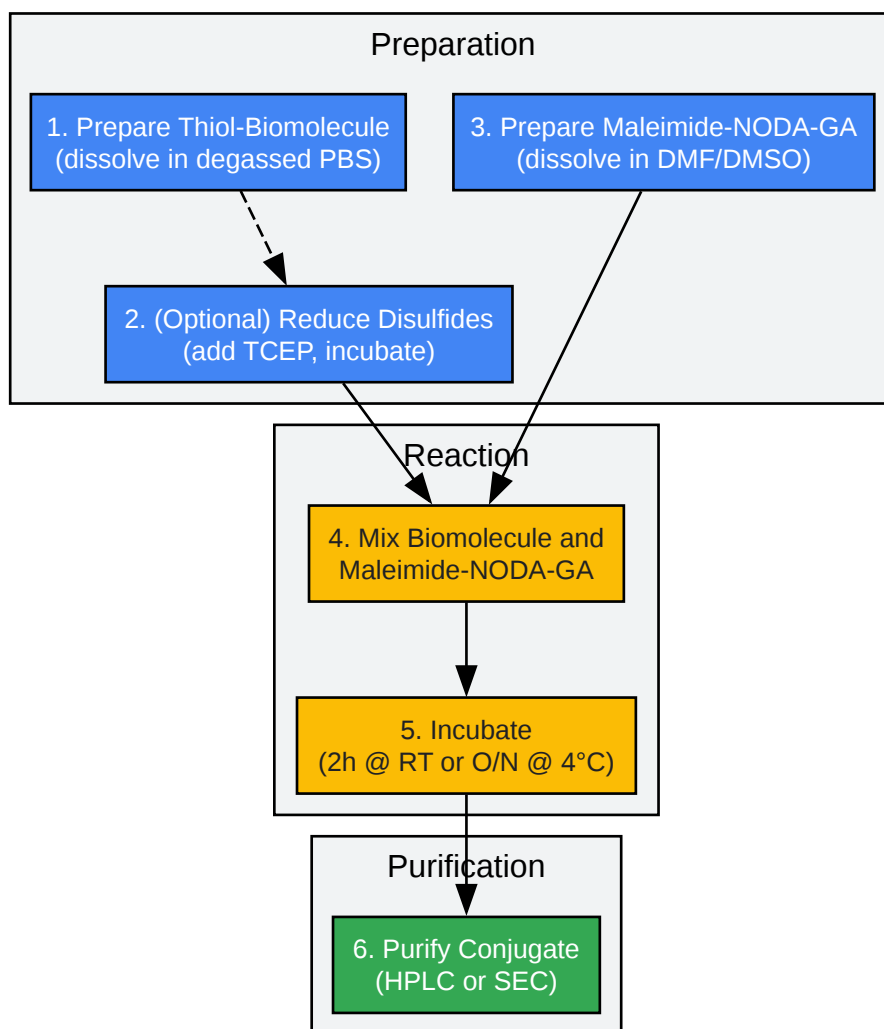 Preparation
1. Prepare Thiol-Biomolecule
(dissolve in degassed PBS)
3. Prepare Maleimide-NODA-GA
(dissolve in DMF/DMSO)
2. (Optional) Reduce Disulfides
(add TCEP, incubate)
Reaction
4. Mix Biomolecule and
Maleimide-NODA-GA
5. Incubate
(2h @ RT or O/N @ 4°C)
Purification
6. Purify Conjugate
(HPLC or SEC)